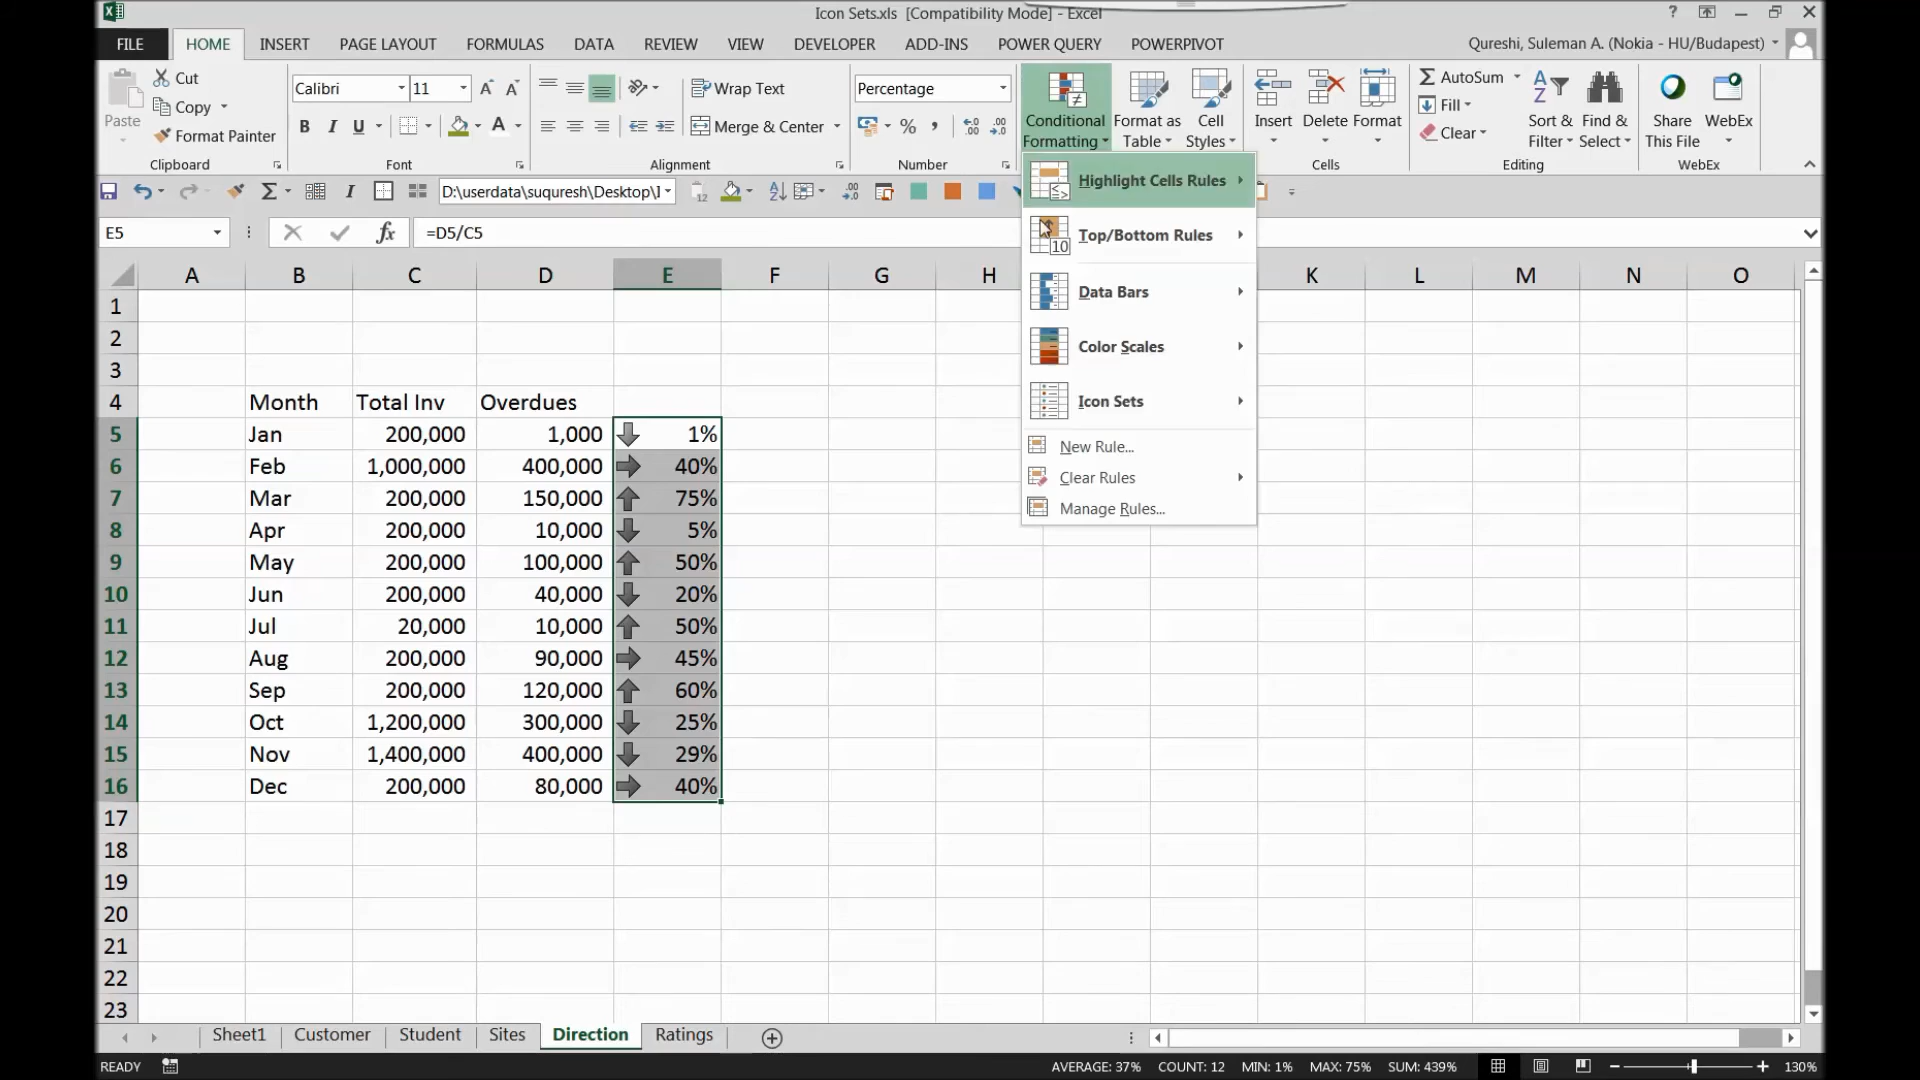 Icon Sets.xls [Compatibility Mode] - Excel
FILE HOME INSERT PAGE LAYOUT FORMULAS DATA REVIEW VIEW DEVELOPER ADD-INS POWER QUERY POWERPIVOT Qureshi, Suleman A. (Nokia - HU/Budapest)
Cut
Copy
Format Painter
Paste
Clipboard
Calibri 11
B I U
Font
Wrap Text
Merge & Center
Alignment
Percentage
%
Number
Conditional Formatting
Format as Table
Cell Styles
Insert Delete Format
Cells
AutoSum
Fill
Clear
Sort & Filter
Find & Select
Editing
Share This File
WebEx
WebEx
D:\userdata\suquresh\Desktop\I
E5 fx =D5/C5
Highlight Cells Rules
Top/Bottom Rules
Data Bars
Color Scales
Icon Sets
New Rule...
Clear Rules
Manage Rules...
A B C D E F G H K L M N O
1
2
3
4 Month Total Inv Overdues
5 Jan 200,000 1,000 1%
6 Feb 1,000,000 400,000 40%
7 Mar 200,000 150,000 75%
8 Apr 200,000 10,000 5%
9 May 200,000 100,000 50%
10 Jun 200,000 40,000 20%
11 Jul 20,000 10,000 50%
12 Aug 200,000 90,000 45%
13 Sep 200,000 120,000 60%
14 Oct 1,200,000 300,000 25%
15 Nov 1,400,000 400,000 29%
16 Dec 200,000 80,000 40%
17
18
19
20
21
22
23
Sheet1 Customer Student Sites Direction Ratings
READY AVERAGE: 37% COUNT: 12 MIN: 1% MAX: 75% SUM: 439% 130%